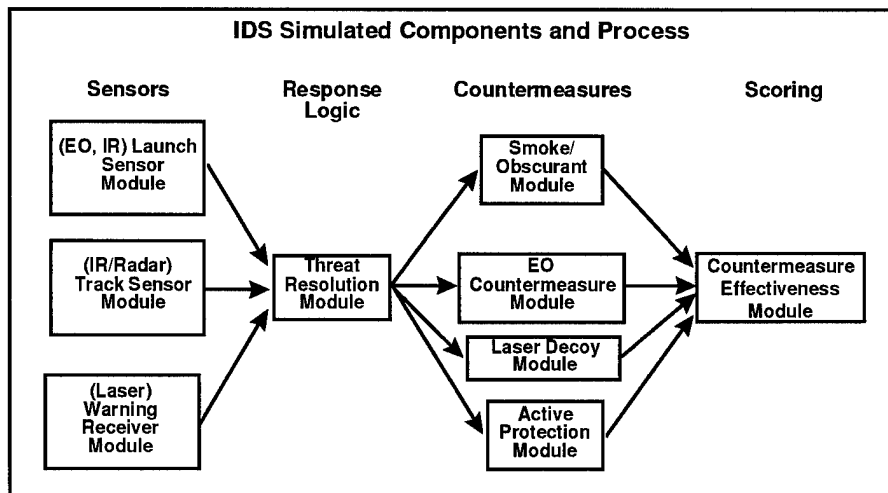 IDS Simulated Components and Process
Sensors
Response
Logic
Countermeasures
Scoring
(EO, IR) Launch
Sensor
Module
(IR/Radar)
Track Sensor
Module
(Laser)
Warning
Receiver
Module
Threat
Resolution
Module
Smoke/
Obscurant
Module
EO
Countermeasure
Module
Laser Decoy
Module
Active
Protection
Module
Countermeasure
Effectiveness
Module